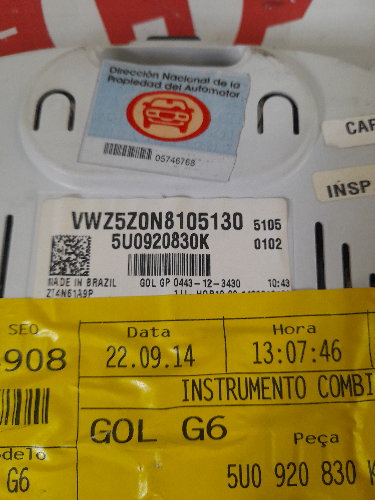 Dirección Nacional de la
Propiedad del Automotor
05746768
CAP
INSP
VWZ5Z0N8105130 5105
5U0920830K 0102
MADE IN BRAZIL GOL GP 0443-12-3430 10:43
ZT4N61A9P
SEQ Data Hora
908 22.09.14 13:07:46
INSTRUMENTO COMBI
GOL G6
Peça
G6 5U0 920 830 K